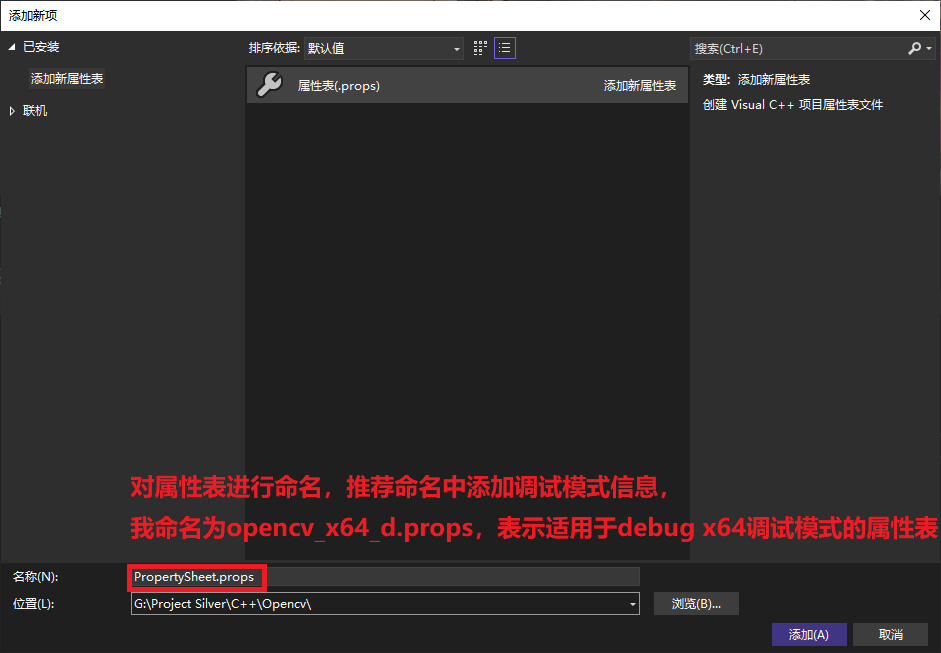 添加新项
已安装
添加新属性表
联机
排序依据: 默认值
属性表(.props) 添加新属性表
搜索(Ctrl+E)
类型: 添加新属性表
创建 Visual C++ 项目属性表文件
对属性表进行命名，推荐命名中添加调试模式信息，
我命名为opencv_x64_d.props，表示适用于debug x64调试模式的属性表
名称(N): PropertySheet.props
位置(L): G:\Project Silver\C++\Opencv\ 浏览(B)...
添加(A) 取消